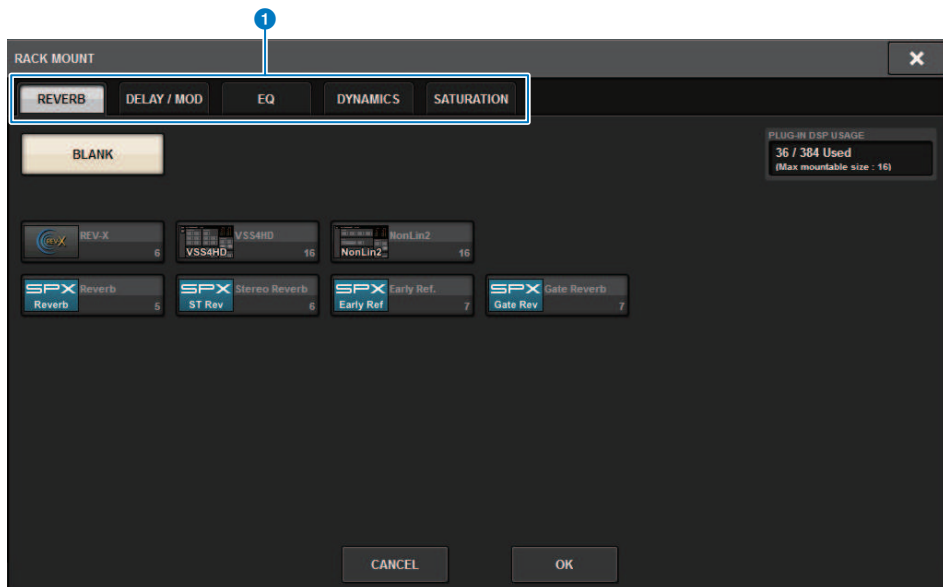 1
RACK MOUNT
REVERB DELAY / MOD EQ DYNAMICS SATURATION
BLANK
PLUG-IN DSP USAGE
36 / 384 Used
(Max mountable size : 16)
REV-X REV-X 6
VSS4HD VSS4HD 16
NonLin2 NonLin2 16
SPX Reverb Reverb 5
SPX ST Rev Stereo Reverb 6
SPX Early Ref Early Ref. 7
SPX Gate Rev Gate Reverb 7
CANCEL OK